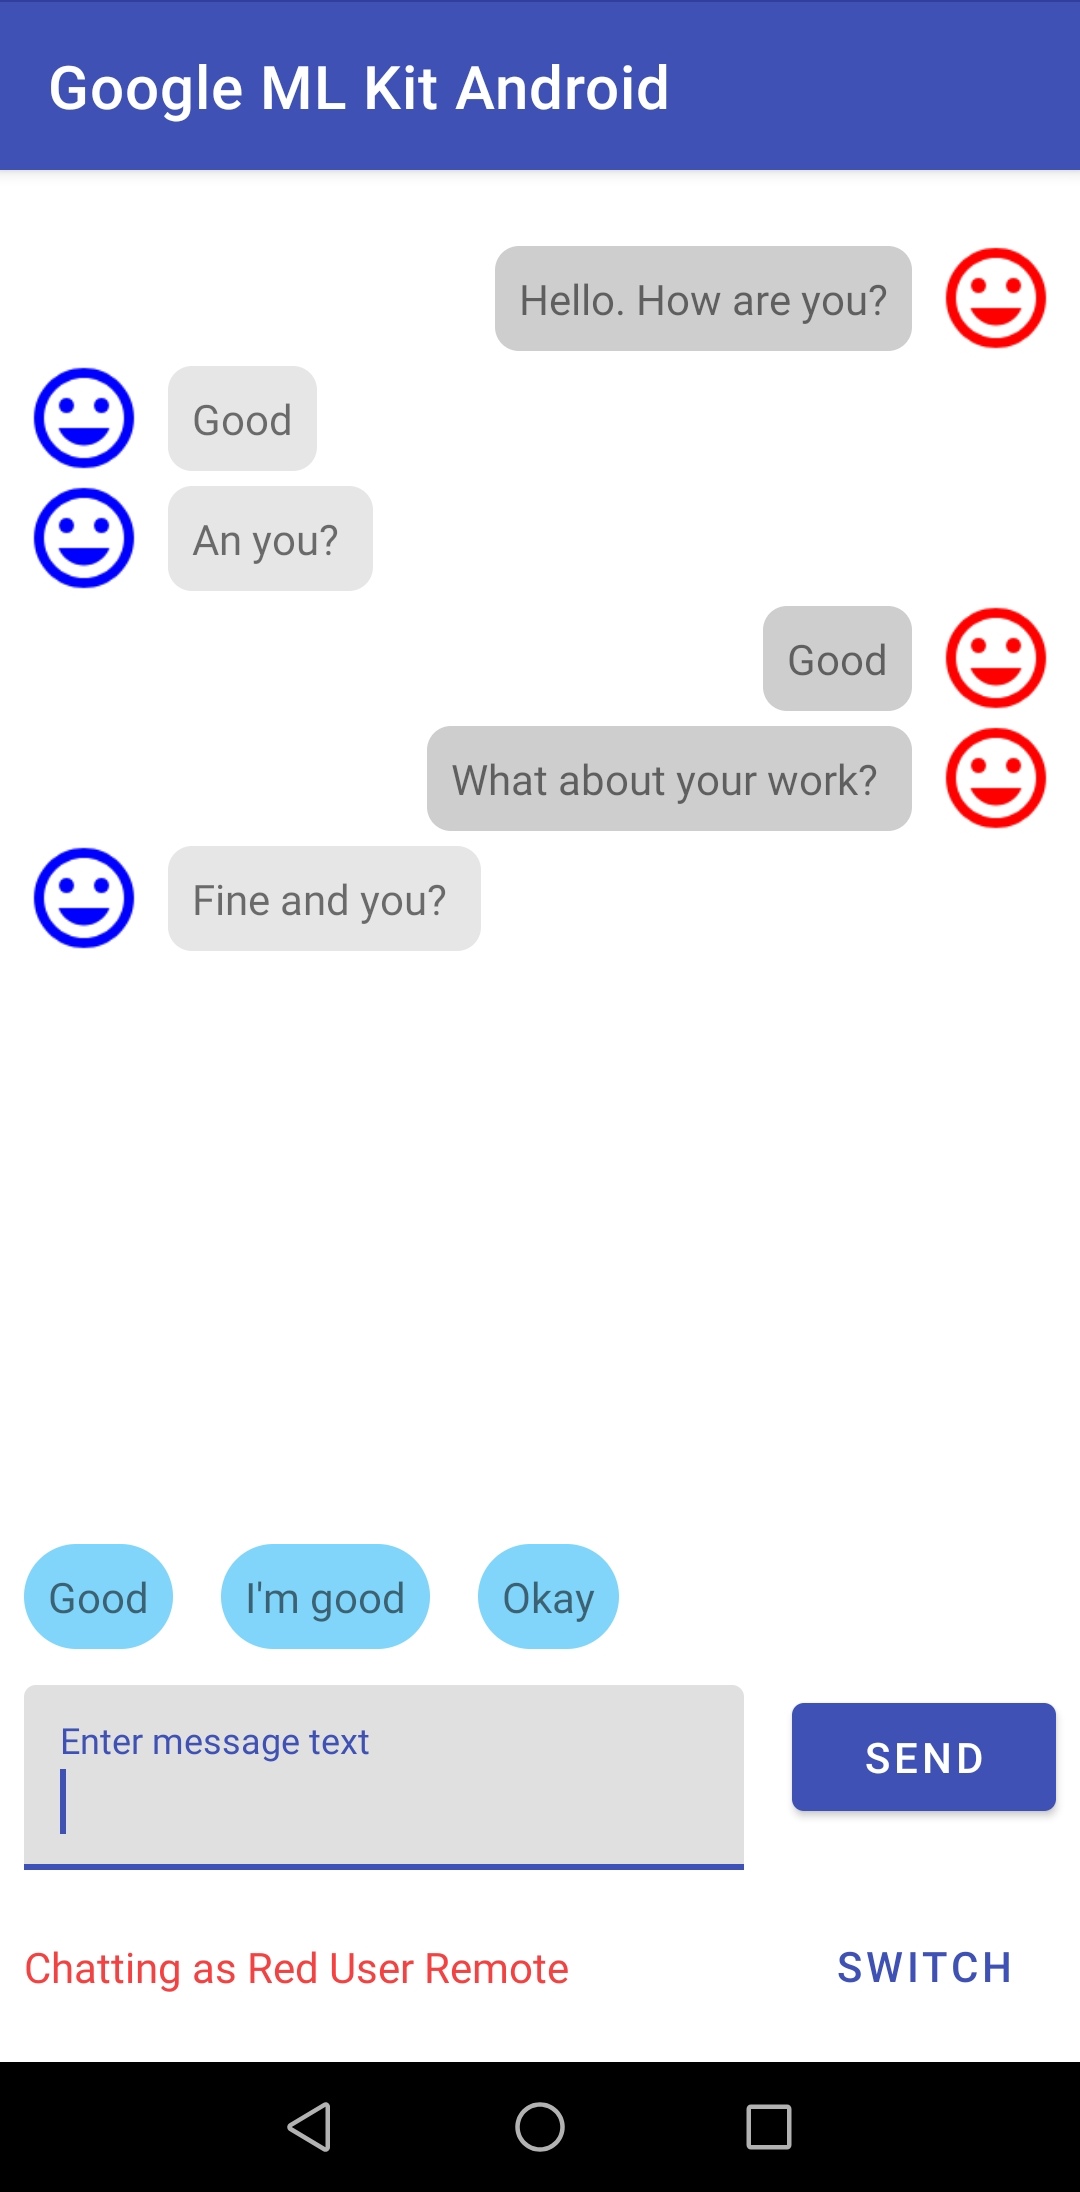 Google ML Kit Android
Hello. How are you?
Good
An you?
Good
What about your work?
Fine and you?
Good
I'm good
Okay
Enter message text
SEND
Chatting as Red User Remote
SWITCH